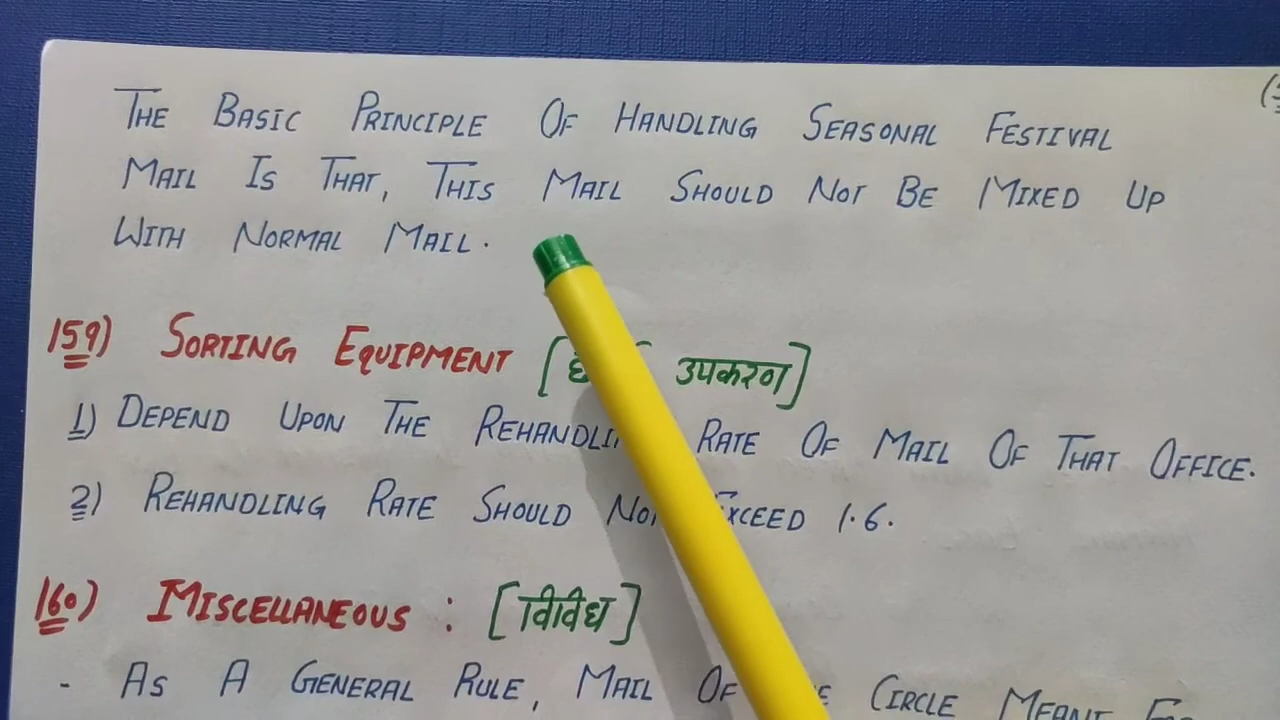 THE BASIC PRINCIPLE OF HANDLING SEASONAL FESTIVAL
MAIL IS THAT, THIS MAIL SHOULD NOT BE MIXED UP
WITH NORMAL MAIL.
159) SORTING EQUIPMENT [ उपकरण]
1) DEPEND UPON THE RATE OF MAIL OF THAT OFFICE.
2) REHANDLING RATE SHOULD NOT EXCEED 1.6.
160) MISCELLANEOUS : [विविध]
- AS A GENERAL RULE, MAIL OF CIRCLE MEANT